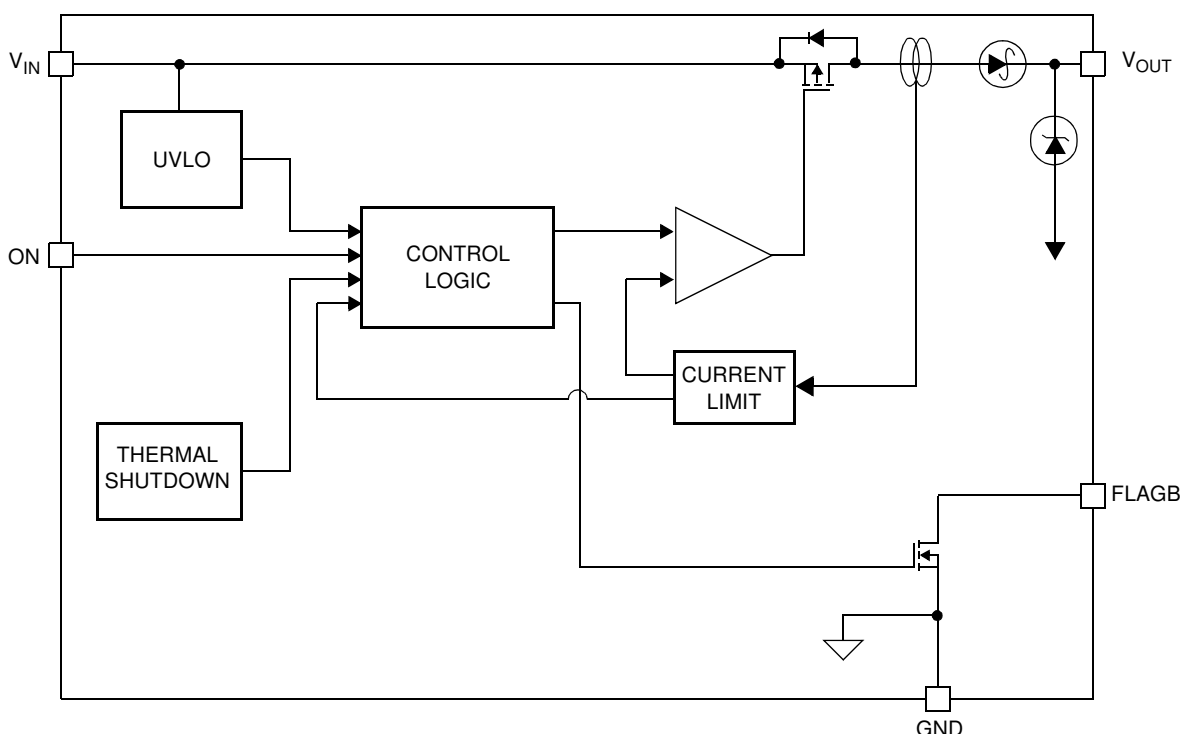 VIN
VOUT
UVLO
ON
CONTROL
LOGIC
CURRENT
LIMIT
THERMAL
SHUTDOWN
FLAGB
GND